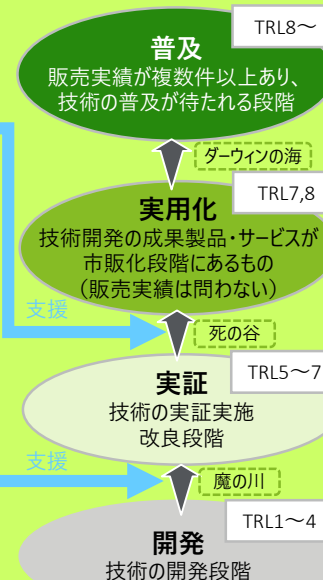 TRL8～
普及
販売実績が複数件以上あり、
技術の普及が待たれる段階
ダーウィンの海
TRL7,8
実用化
技術開発の成果製品・サービスが
市販化段階にあるもの
（販売実績は問わない）
支援
死の谷
TRL5～7
実証
技術の実証実施
改良段階
支援
魔の川
TRL1～4
開発
技術の開発段階